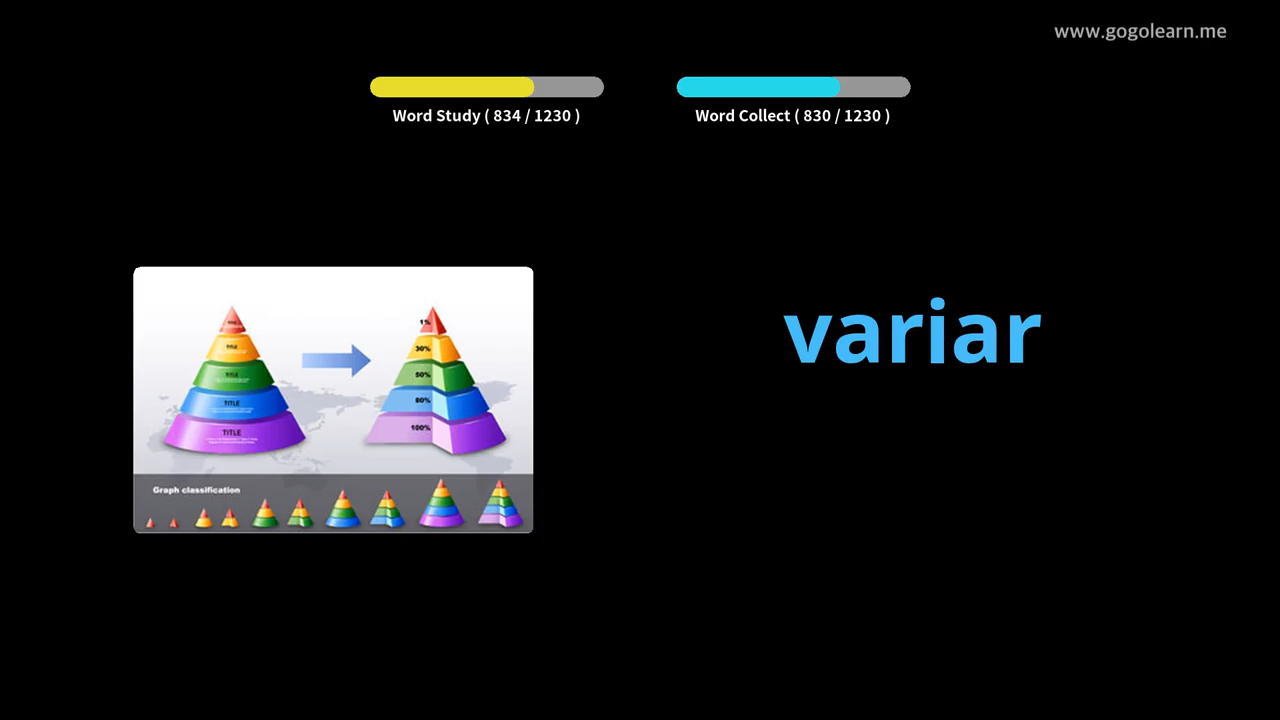 www.gogolearn.me
Word Study ( 834 / 1230 )
Word Collect ( 830 / 1230 )
variar
TITLE
TITLE
TITLE
TITLE
1%
30%
50%
80%
100%
Graph classification